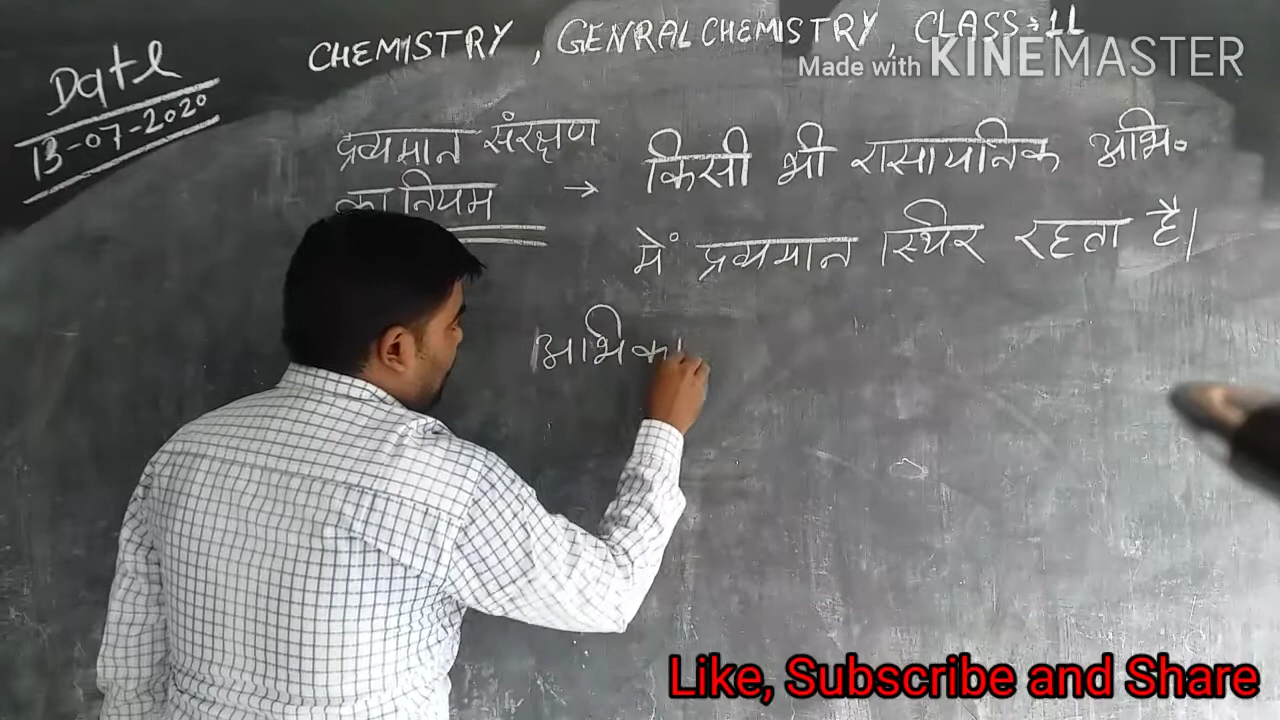 CHEMISTRY, GENRAL CHEMISTRY, CLASS:-11
Made with KINEMASTER
Date
13-07-2020
द्रव्यमान संरक्षण
का नियम → किसी भी रासायनिक अभि॰
में द्रव्यमान स्थिर रहता है।
अभिका
Like, Subscribe and Share